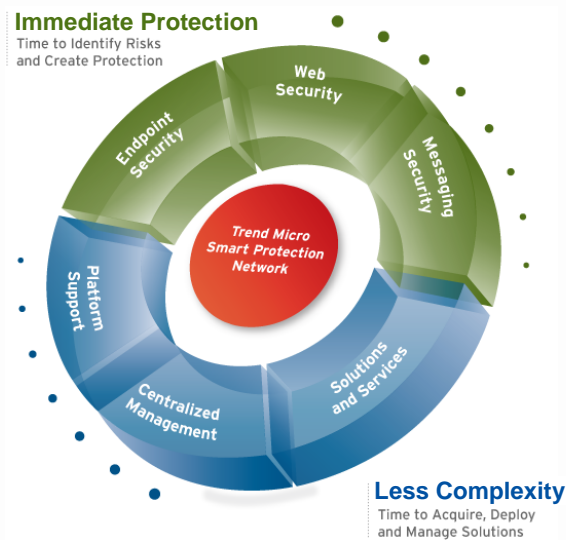 Immediate Protection
Time to Identify Risks
and Create Protection
Web
Security
Endpoint
Security
Messaging
Security
Trend Micro
Smart Protection
Network
Platform
Support
Solutions
and Services
Centralized
Management
Less Complexity
Time to Acquire, Deploy
and Manage Solutions